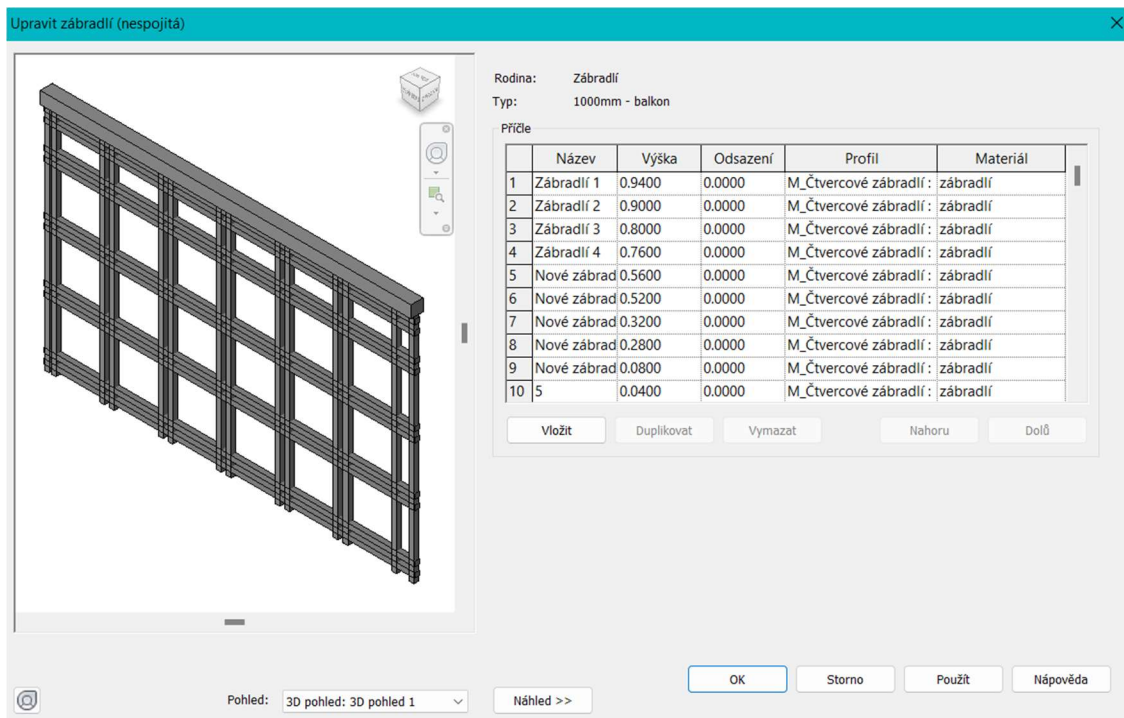 Upravit zábradlí (nespojitá)
Rodina: Zábradlí
Typ: 1000mm - balkon
Příčle
Název Výška Odsazení Profil Materiál
1 Zábradlí 1 0.9400 0.0000 M_Čtvercové zábradlí : zábradlí
2 Zábradlí 2 0.9000 0.0000 M_Čtvercové zábradlí : zábradlí
3 Zábradlí 3 0.8000 0.0000 M_Čtvercové zábradlí : zábradlí
4 Zábradlí 4 0.7600 0.0000 M_Čtvercové zábradlí : zábradlí
5 Nové zábrad 0.5600 0.0000 M_Čtvercové zábradlí : zábradlí
6 Nové zábrad 0.5200 0.0000 M_Čtvercové zábradlí : zábradlí
7 Nové zábrad 0.3200 0.0000 M_Čtvercové zábradlí : zábradlí
8 Nové zábrad 0.2800 0.0000 M_Čtvercové zábradlí : zábradlí
9 Nové zábrad 0.0800 0.0000 M_Čtvercové zábradlí : zábradlí
10 5 0.0400 0.0000 M_Čtvercové zábradlí : zábradlí
Vložit Duplikovat Vymazat Nahoru Dolů
OK Storno Použít Nápověda
Pohled: 3D pohled: 3D pohled 1 Náhled >>